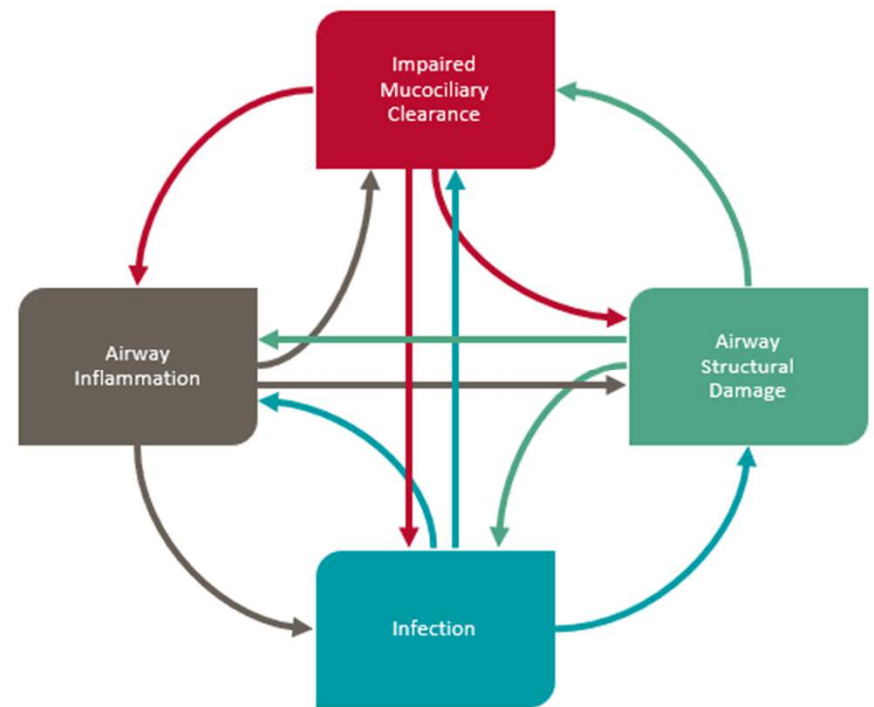 Impaired
Mucociliary
Clearance
Airway
Inflammation
Airway
Structural
Damage
Infection